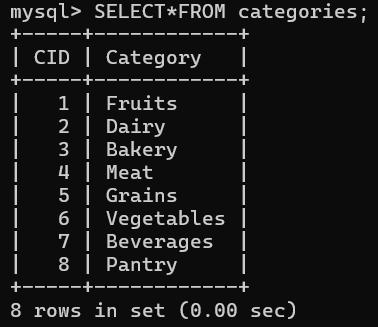 mysql> SELECT*FROM categories;
+-----+------------+
| CID | Category   |
+-----+------------+
|   1 | Fruits     |
|   2 | Dairy      |
|   3 | Bakery     |
|   4 | Meat       |
|   5 | Grains     |
|   6 | Vegetables |
|   7 | Beverages  |
|   8 | Pantry     |
+-----+------------+
8 rows in set (0.00 sec)